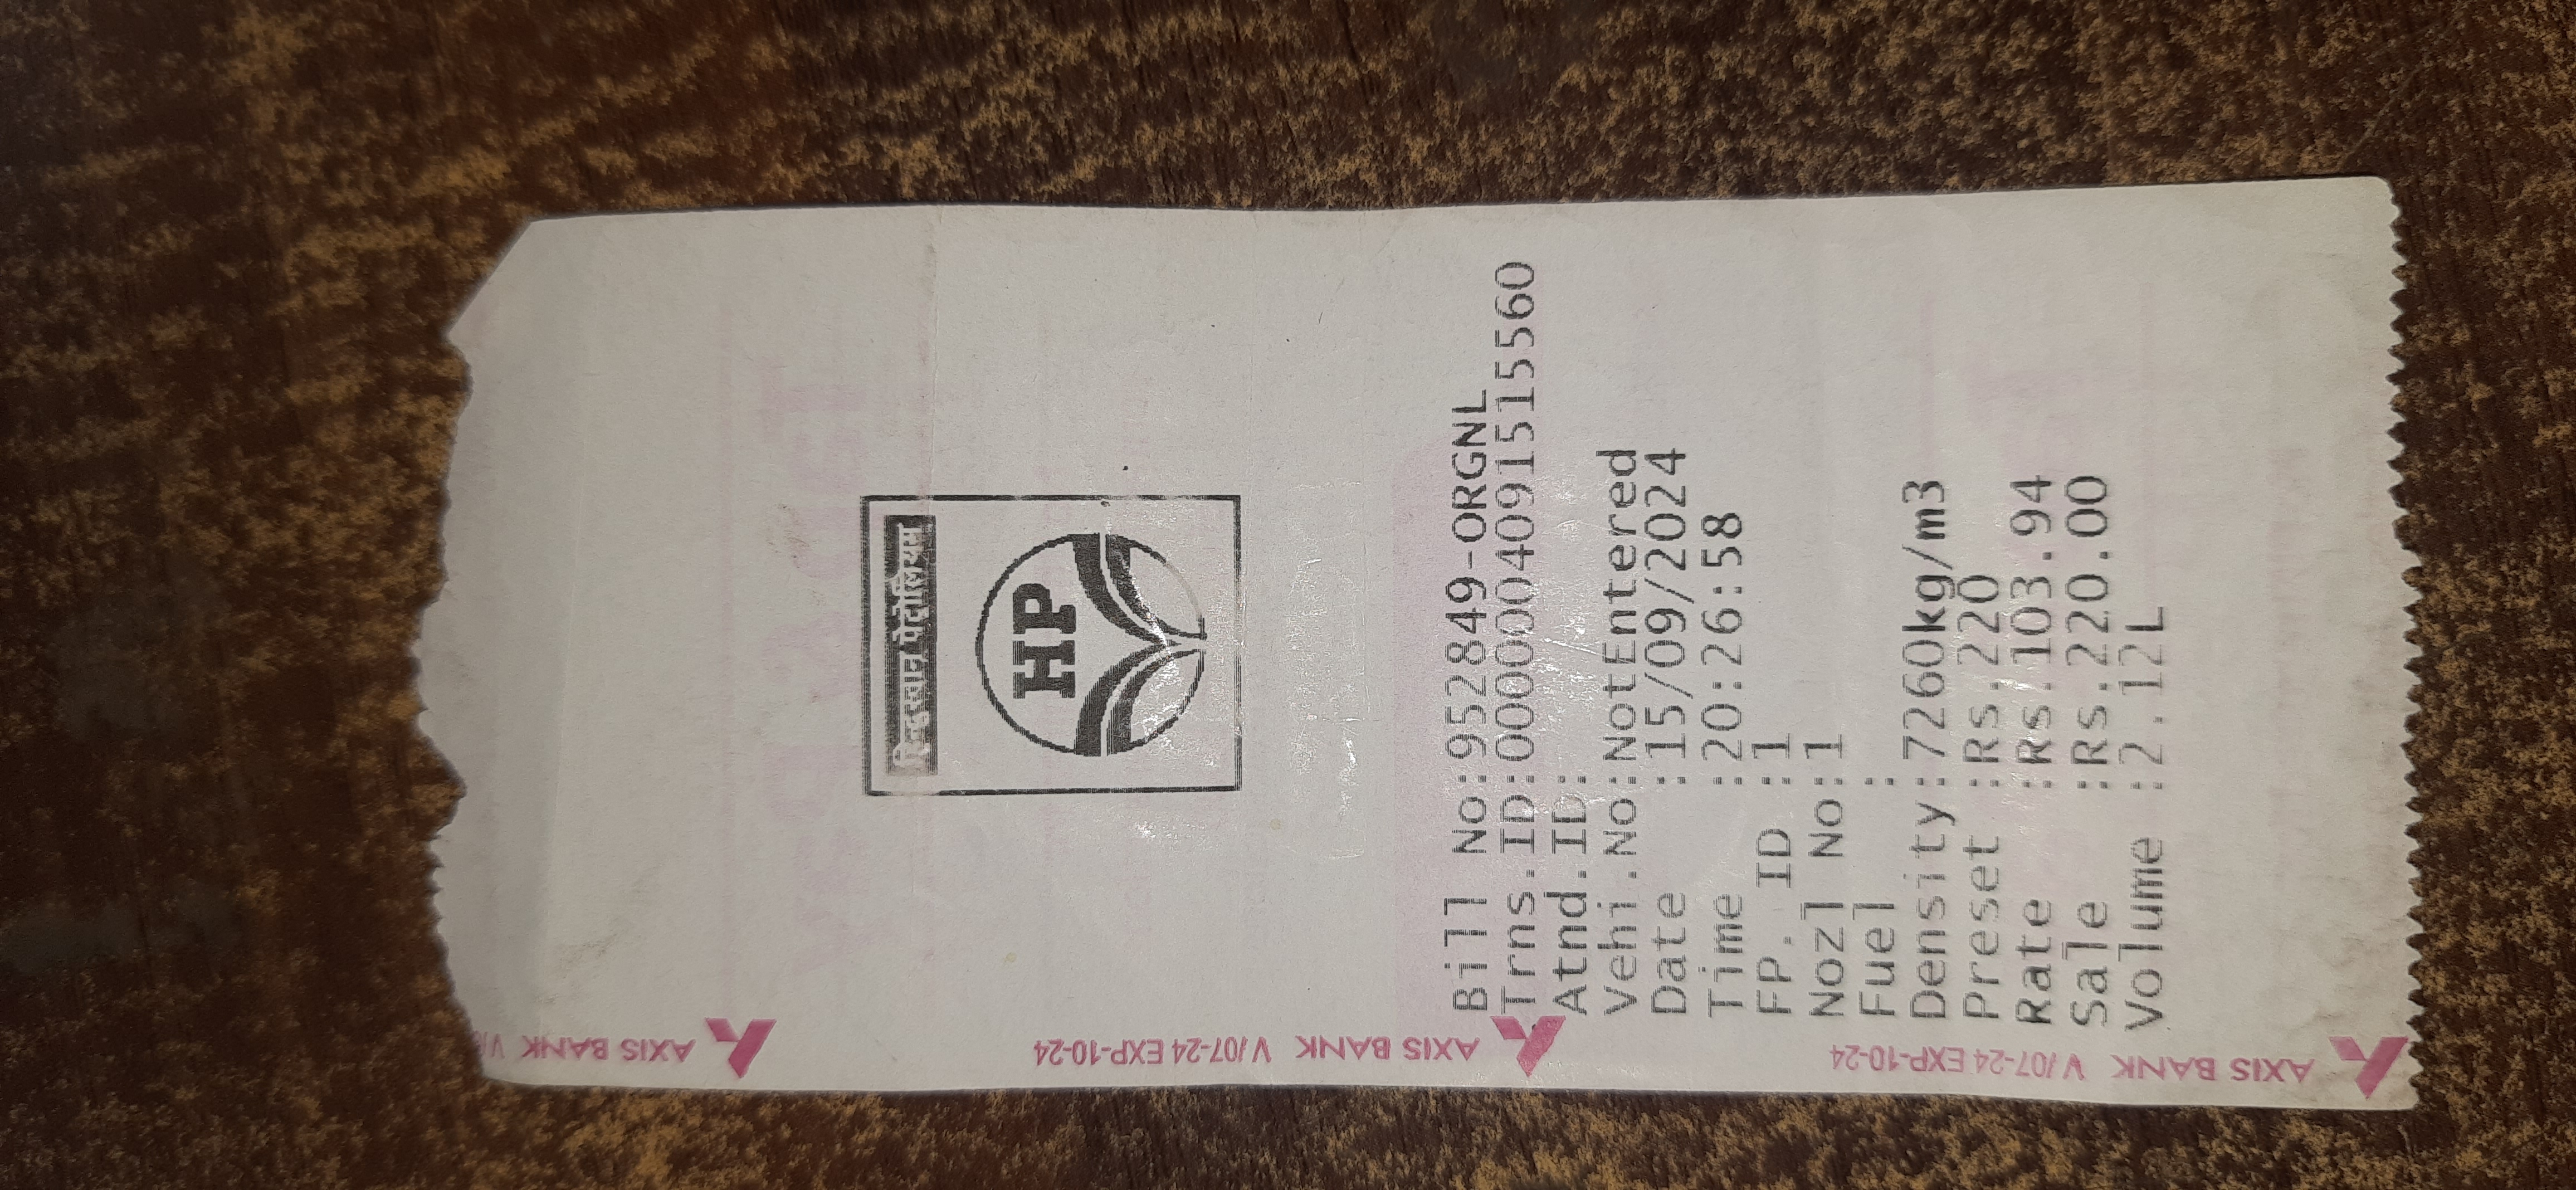 हिन्दुस्तान पेट्रोलियम
HP
Bill No:952849-ORGNL
Trns.ID:0000000409151515560
Atnd.ID:
Vehi.No:NotEntered
Date :15/09/2024
Time :20:26:58
FP. ID :1
Nozl No:1
Fuel :
Density:7260kg/m3
Preset :Rs.220
Rate :Rs.103.94
Sale :Rs.220.00
Volume :2.12L
AXIS BANK V/07-24 EXP-10-24
AXIS BANK V/07-24 EXP-10-24
AXIS BANK